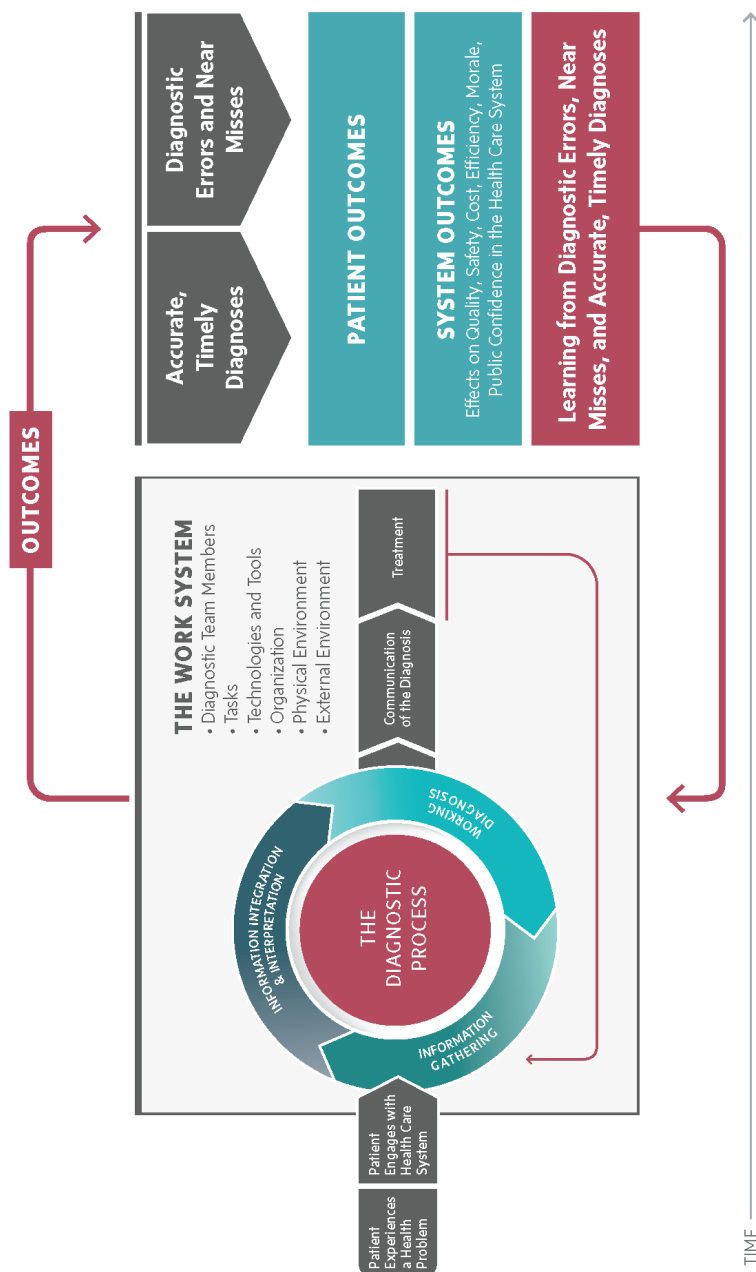 OUTCOMES
Patient
Experiences
a Health
Problem
Patient
Engages with
Health Care
System
THE
DIAGNOSTIC
PROCESS
INFORMATION
GATHERING
INFORMATION INTEGRATION
& INTERPRETATION
WORKING
DIAGNOSIS
Communication
of the Diagnosis
Treatment
THE WORK SYSTEM
• Diagnostic Team Members
• Tasks
• Technologies and Tools
• Organization
• Physical Environment
• External Environment
Accurate,
Timely
Diagnoses
Diagnostic
Errors and Near
Misses
PATIENT OUTCOMES
SYSTEM OUTCOMES
Effects on Quality, Safety, Cost, Efficiency, Morale,
Public Confidence in the Health Care System
Learning from Diagnostic Errors, Near
Misses, and Accurate, Timely Diagnoses
TIME